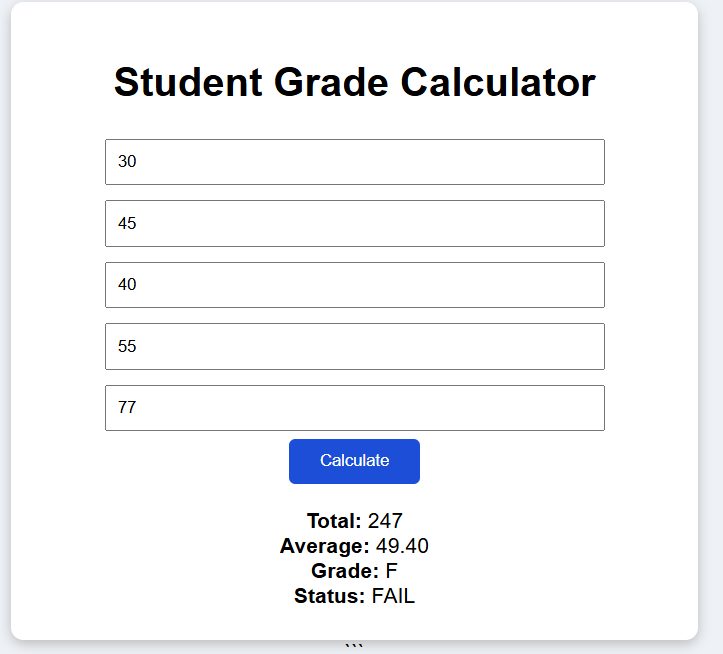 Student Grade Calculator
30
45
40
55
77
Calculate
Total: 247
Average: 49.40
Grade: F
Status: FAIL
```